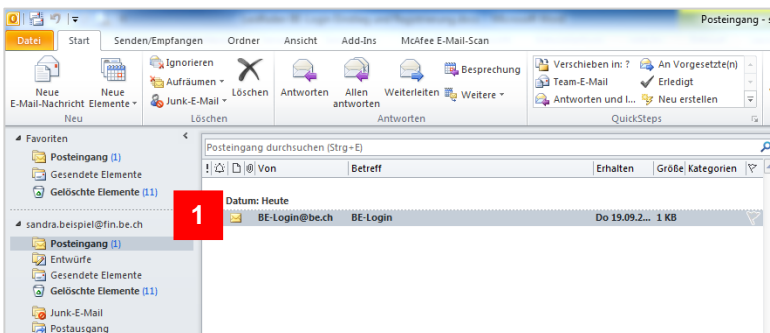 Posteingang - s
Datei Start Senden/Empfangen Ordner Ansicht Add-Ins McAfee E-Mail-Scan
Neue E-Mail-Nachricht
Neue Elemente
Neu
Ignorieren
Aufräumen
Junk-E-Mail
Löschen
Löschen
Antworten
Allen antworten
Weiterleiten
Besprechung
Weitere
Antworten
Verschieben in: ?
Team-E-Mail
Antworten und l...
An Vorgesetzte(n)
Erledigt
Neu erstellen
QuickSteps
Favoriten
Posteingang (1)
Gesendete Elemente
Gelöschte Elemente (11)
sandra.beispiel@fin.be.ch
Posteingang (1)
Entwürfe
Gesendete Elemente
Gelöschte Elemente (11)
Junk-E-Mail
Postausgang
Posteingang durchsuchen (Strg+E)
Von Betreff Erhalten Größe Kategorien
Datum: Heute
1
BE-Login@be.ch BE-Login Do 19.09.2... 1 KB